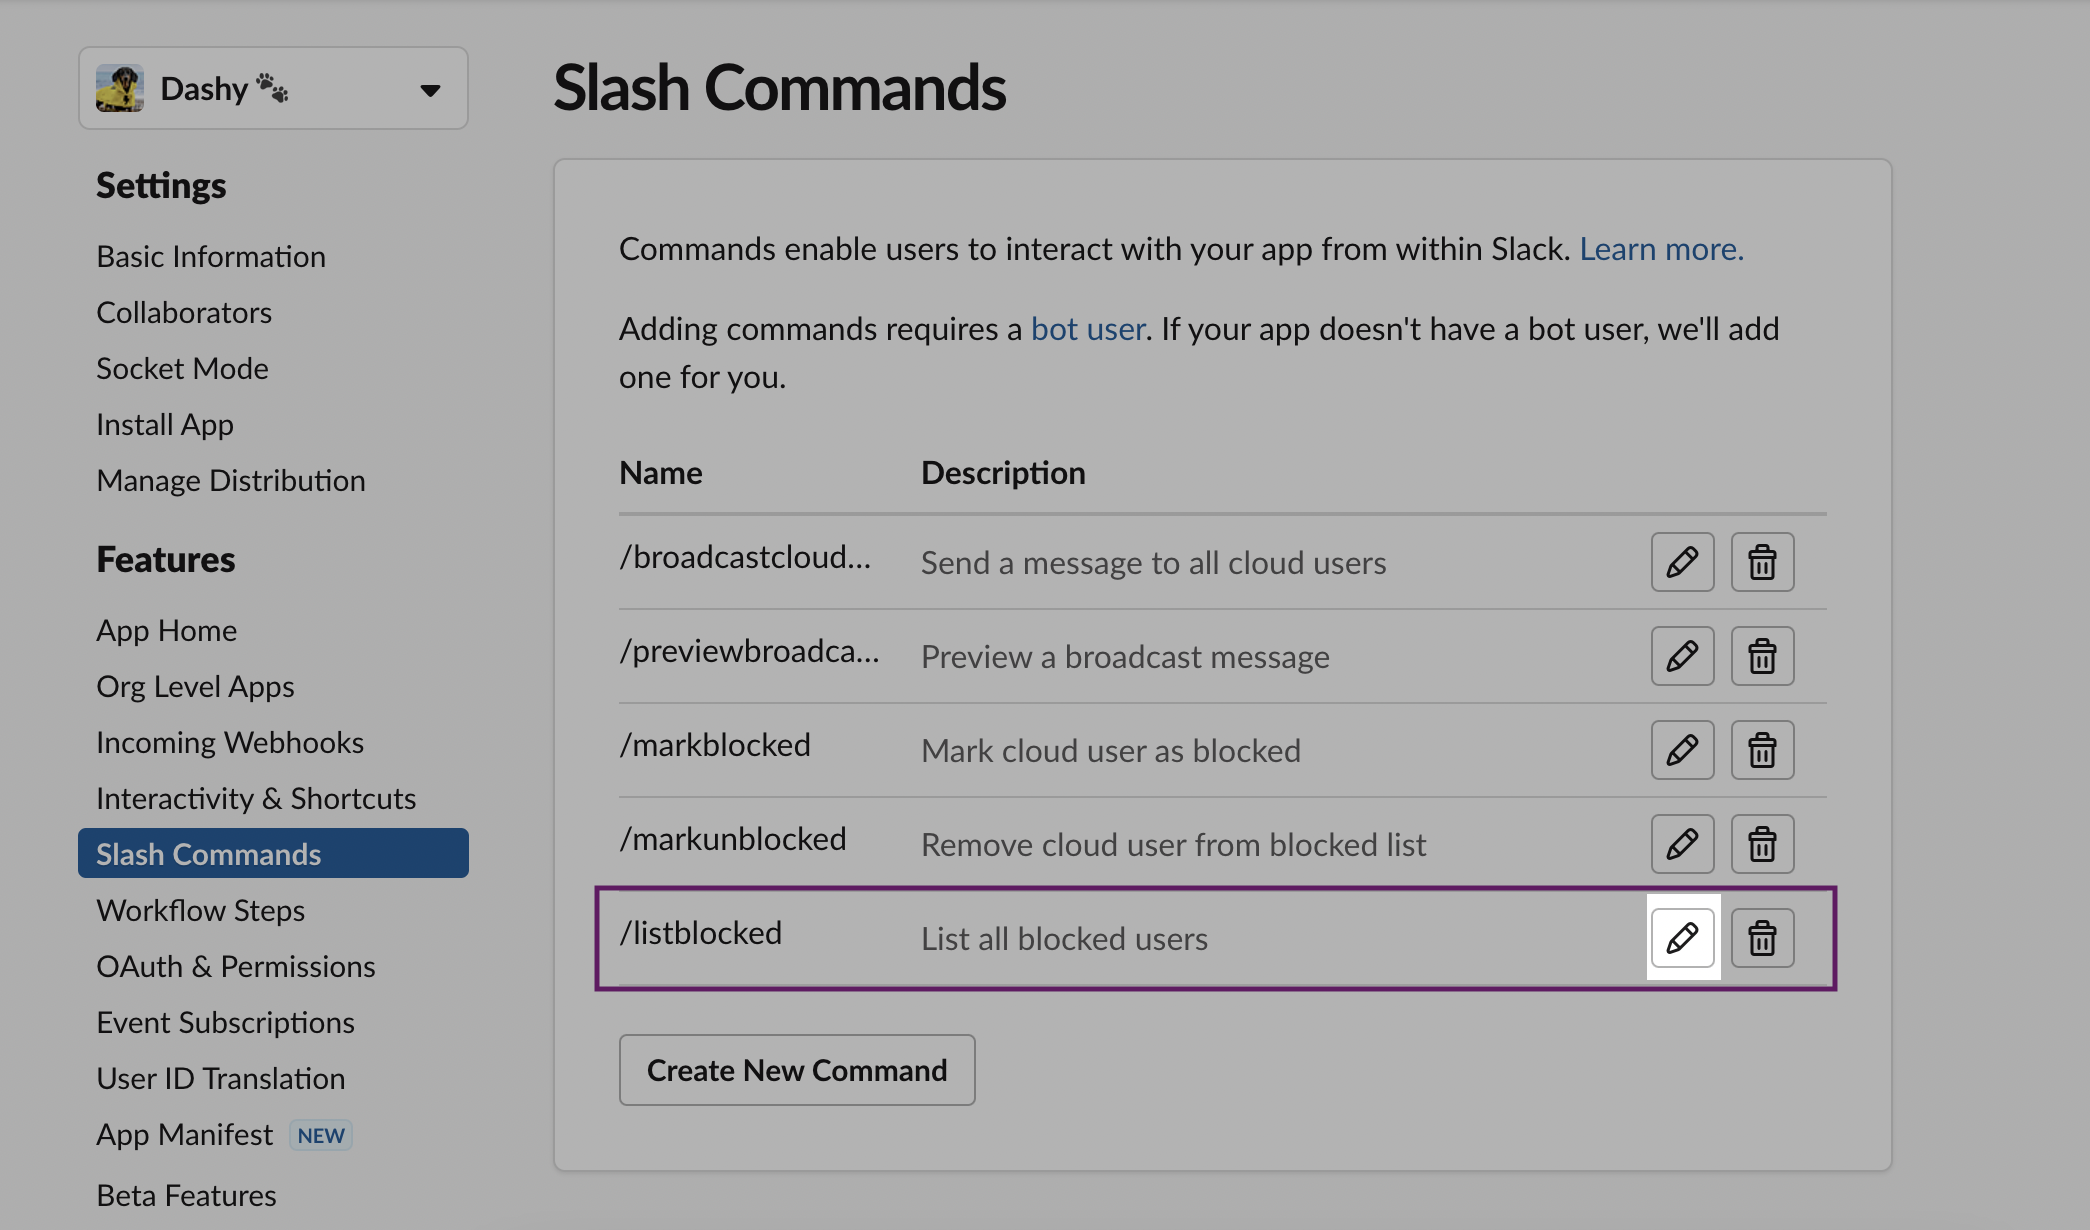 Dashy 🐾
Slash Commands
Settings
Basic Information
Collaborators
Socket Mode
Install App
Manage Distribution
Features
App Home
Org Level Apps
Incoming Webhooks
Interactivity & Shortcuts
Slash Commands
Workflow Steps
OAuth & Permissions
Event Subscriptions
User ID Translation
App Manifest NEW
Beta Features
Commands enable users to interact with your app from within Slack. Learn more.
Adding commands requires a bot user. If your app doesn't have a bot user, we'll add
one for you.
Name Description
/broadcastcloud... Send a message to all cloud users
/previewbroadca... Preview a broadcast message
/markblocked Mark cloud user as blocked
/markunblocked Remove cloud user from blocked list
/listblocked List all blocked users
Create New Command